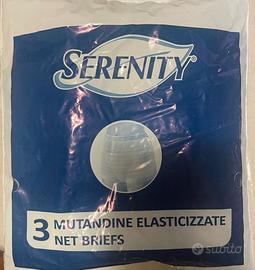 SERENITY
3 MUTANDINE ELASTICIZZATE
NET BRIEFS
subito